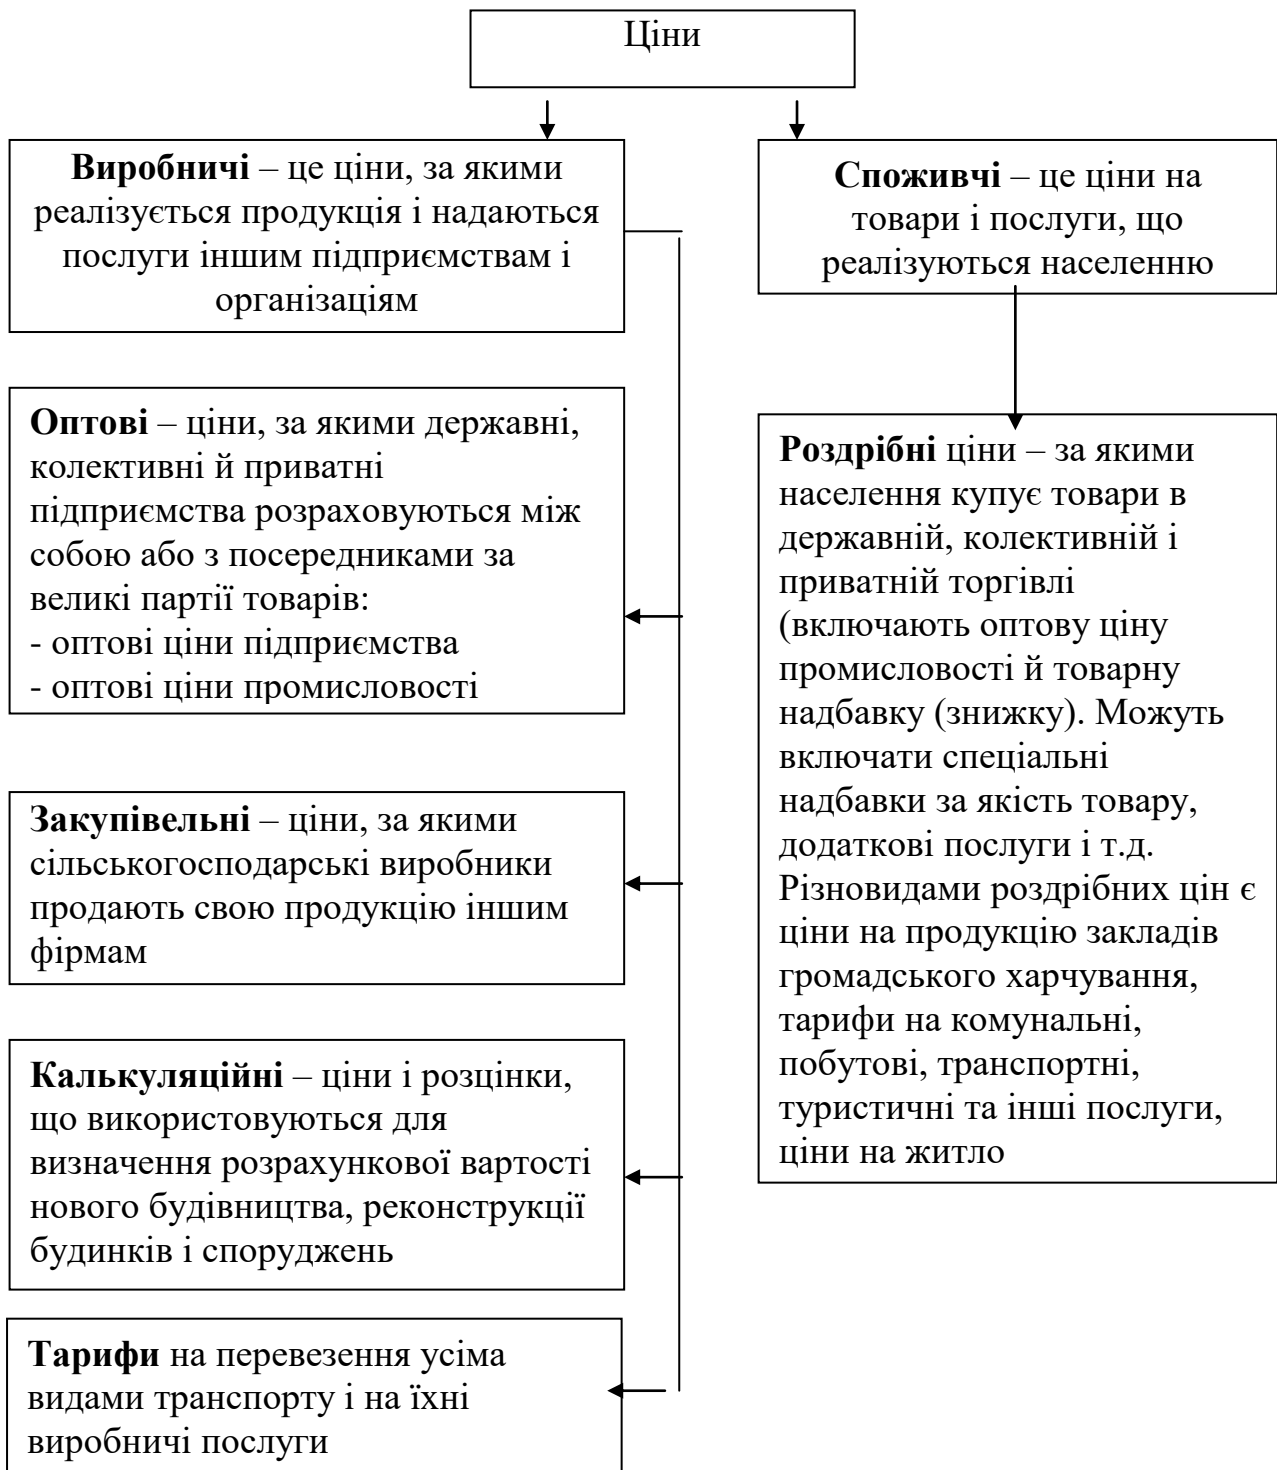 Ціни
Виробничі – це ціни, за якими
реалізується продукція і надаються
послуги іншим підприємствам і
організаціям
Споживчі – це ціни на
товари і послуги, що
реалізуються населенню
Оптові – ціни, за якими державні,
колективні й приватні
підприємства розраховуються між
собою або з посередниками за
великі партії товарів:
- оптові ціни підприємства
- оптові ціни промисловості
Закупівельні – ціни, за якими
сільськогосподарські виробники
продають свою продукцію іншим
фірмам
Калькуляційні – ціни і розцінки,
що використовуються для
визначення розрахункової вартості
нового будівництва, реконструкції
будинків і споруджень
Тарифи на перевезення усіма
видами транспорту і на їхні
виробничі послуги
Роздрібні ціни – за якими
населення купує товари в
державній, колективній і
приватній торгівлі
(включають оптову ціну
промисловості й товарну
надбавку (знижку). Можуть
включати спеціальні
надбавки за якість товару,
додаткові послуги і т.д.
Різновидами роздрібних цін є
ціни на продукцію закладів
громадського харчування,
тарифи на комунальні,
побутові, транспортні,
туристичні та інші послуги,
ціни на житло